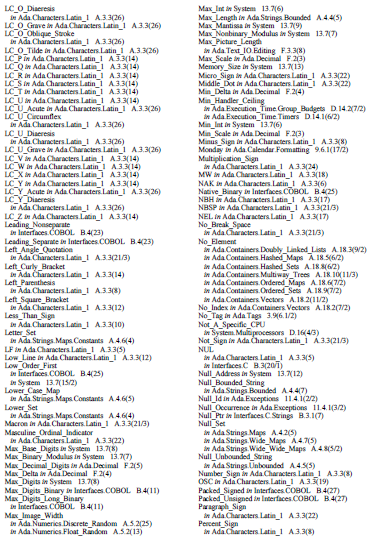 LC_O_Diaeresis
in Ada.Characters.Latin_1 A.3.3(26)
LC_O_Grave in Ada.Characters.Latin_1 A.3.3(26)
LC_O_Oblique_Stroke
in Ada.Characters.Latin_1 A.3.3(26)
LC_O_Tilde in Ada.Characters.Latin_1 A.3.3(26)
LC_P in Ada.Characters.Latin_1 A.3.3(14)
LC_Q in Ada.Characters.Latin_1 A.3.3(14)
LC_R in Ada.Characters.Latin_1 A.3.3(14)
LC_S in Ada.Characters.Latin_1 A.3.3(14)
LC_T in Ada.Characters.Latin_1 A.3.3(14)
LC_U in Ada.Characters.Latin_1 A.3.3(14)
LC_U_Acute in Ada.Characters.Latin_1 A.3.3(26)
LC_U_Circumflex
in Ada.Characters.Latin_1 A.3.3(26)
LC_U_Diaeresis
in Ada.Characters.Latin_1 A.3.3(26)
LC_U_Grave in Ada.Characters.Latin_1 A.3.3(26)
LC_V in Ada.Characters.Latin_1 A.3.3(14)
LC_W in Ada.Characters.Latin_1 A.3.3(14)
LC_X in Ada.Characters.Latin_1 A.3.3(14)
LC_Y in Ada.Characters.Latin_1 A.3.3(14)
LC_Y_Acute in Ada.Characters.Latin_1 A.3.3(26)
LC_Y_Diaeresis
in Ada.Characters.Latin_1 A.3.3(26)
LC_Z in Ada.Characters.Latin_1 A.3.3(14)
Leading_Nonseparate
in Interfaces.COBOL B.4(23)
Leading_Separate in Interfaces.COBOL B.4(23)
Left_Angle_Quotation
in Ada.Characters.Latin_1 A.3.3(21/3)
Left_Curly_Bracket
in Ada.Characters.Latin_1 A.3.3(14)
Left_Parenthesis
in Ada.Characters.Latin_1 A.3.3(8)
Left_Square_Bracket
in Ada.Characters.Latin_1 A.3.3(12)
Less_Than_Sign
in Ada.Characters.Latin_1 A.3.3(10)
Letter_Set
in Ada.Strings.Maps.Constants A.4.6(4)
LF in Ada.Characters.Latin_1 A.3.3(5)
Low_Line in Ada.Characters.Latin_1 A.3.3(12)
Low_Order_First
in Interfaces.COBOL B.4(25)
in System 13.7(15/2)
Lower_Case_Map
in Ada.Strings.Maps.Constants A.4.6(5)
Lower_Set
in Ada.Strings.Maps.Constants A.4.6(4)
Macron in Ada.Characters.Latin_1 A.3.3(21/3)
Masculine_Ordinal_Indicator
in Ada.Characters.Latin_1 A.3.3(22)
Max_Base_Digits in System 13.7(8)
Max_Binary_Modulus in System 13.7(7)
Max_Decimal_Digits in Ada.Decimal F.2(5)
Max_Delta in Ada.Decimal F.2(4)
Max_Digits in System 13.7(8)
Max_Digits_Binary in Interfaces.COBOL B.4(11)
Max_Digits_Long_Binary
in Interfaces.COBOL B.4(11)
Max_Image_Width
in Ada.Numerics.Discrete_Random A.5.2(25)
in Ada.Numerics.Float_Random A.5.2(13)
Max_Int in System 13.7(6)
Max_Length in Ada.Strings.Bounded A.4.4(5)
Max_Mantissa in System 13.7(9)
Max_Nonbinary_Modulus in System 13.7(7)
Max_Picture_Length
in Ada.Text_IO.Editing F.3.3(8)
Max_Scale in Ada.Decimal F.2(3)
Memory_Size in System 13.7(13)
Micro_Sign in Ada.Characters.Latin_1 A.3.3(22)
Middle_Dot in Ada.Characters.Latin_1 A.3.3(22)
Min_Delta in Ada.Decimal F.2(4)
Min_Handler_Ceiling
in Ada.Execution_Time.Group_Budgets D.14.2(7/2)
in Ada.Execution_Time.Timers D.14.1(6/2)
Min_Int in System 13.7(6)
Min_Scale in Ada.Decimal F.2(3)
Minus_Sign in Ada.Characters.Latin_1 A.3.3(8)
Monday in Ada.Calendar.Formatting 9.6.1(17/2)
Multiplication_Sign
in Ada.Characters.Latin_1 A.3.3(24)
MW in Ada.Characters.Latin_1 A.3.3(18)
NAK in Ada.Characters.Latin_1 A.3.3(6)
Native_Binary in Interfaces.COBOL B.4(25)
NBH in Ada.Characters.Latin_1 A.3.3(17)
NBSP in Ada.Characters.Latin_1 A.3.3(21/3)
NEL in Ada.Characters.Latin_1 A.3.3(17)
No_Break_Space
in Ada.Characters.Latin_1 A.3.3(21/3)
No_Element
in Ada.Containers.Doubly_Linked_Lists A.18.3(9/2)
in Ada.Containers.Hashed_Maps A.18.5(6/2)
in Ada.Containers.Hashed_Sets A.18.8(6/2)
in Ada.Containers.Multiway_Trees A.18.10(11/3)
in Ada.Containers.Ordered_Maps A.18.6(7/2)
in Ada.Containers.Ordered_Sets A.18.9(7/2)
in Ada.Containers.Vectors A.18.2(11/2)
No_Index in Ada.Containers.Vectors A.18.2(7/2)
No_Tag in Ada.Tags 3.9(6.1/2)
Not_A_Specific_CPU
in System.Multiprocessors D.16(4/3)
Not_Sign in Ada.Characters.Latin_1 A.3.3(21/3)
NUL
in Ada.Characters.Latin_1 A.3.3(5)
in Interfaces.C B.3(20/1)
Null_Address in System 13.7(12)
Null_Bounded_String
in Ada.Strings.Bounded A.4.4(7)
Null_Id in Ada.Exceptions 11.4.1(2/2)
Null_Occurrence in Ada.Exceptions 11.4.1(3/2)
Null_Ptr in Interfaces.C.Strings B.3.1(7)
Null_Set
in Ada.Strings.Maps A.4.2(5)
in Ada.Strings.Wide_Maps A.4.7(5)
in Ada.Strings.Wide_Wide_Maps A.4.8(5/2)
Null_Unbounded_String
in Ada.Strings.Unbounded A.4.5(5)
Number_Sign in Ada.Characters.Latin_1 A.3.3(8)
OSC in Ada.Characters.Latin_1 A.3.3(19)
Packed_Signed in Interfaces.COBOL B.4(27)
Packed_Unsigned in Interfaces.COBOL B.4(27)
Paragraph_Sign
in Ada.Characters.Latin_1 A.3.3(22)
Percent_Sign
in Ada.Characters.Latin_1 A.3.3(8)